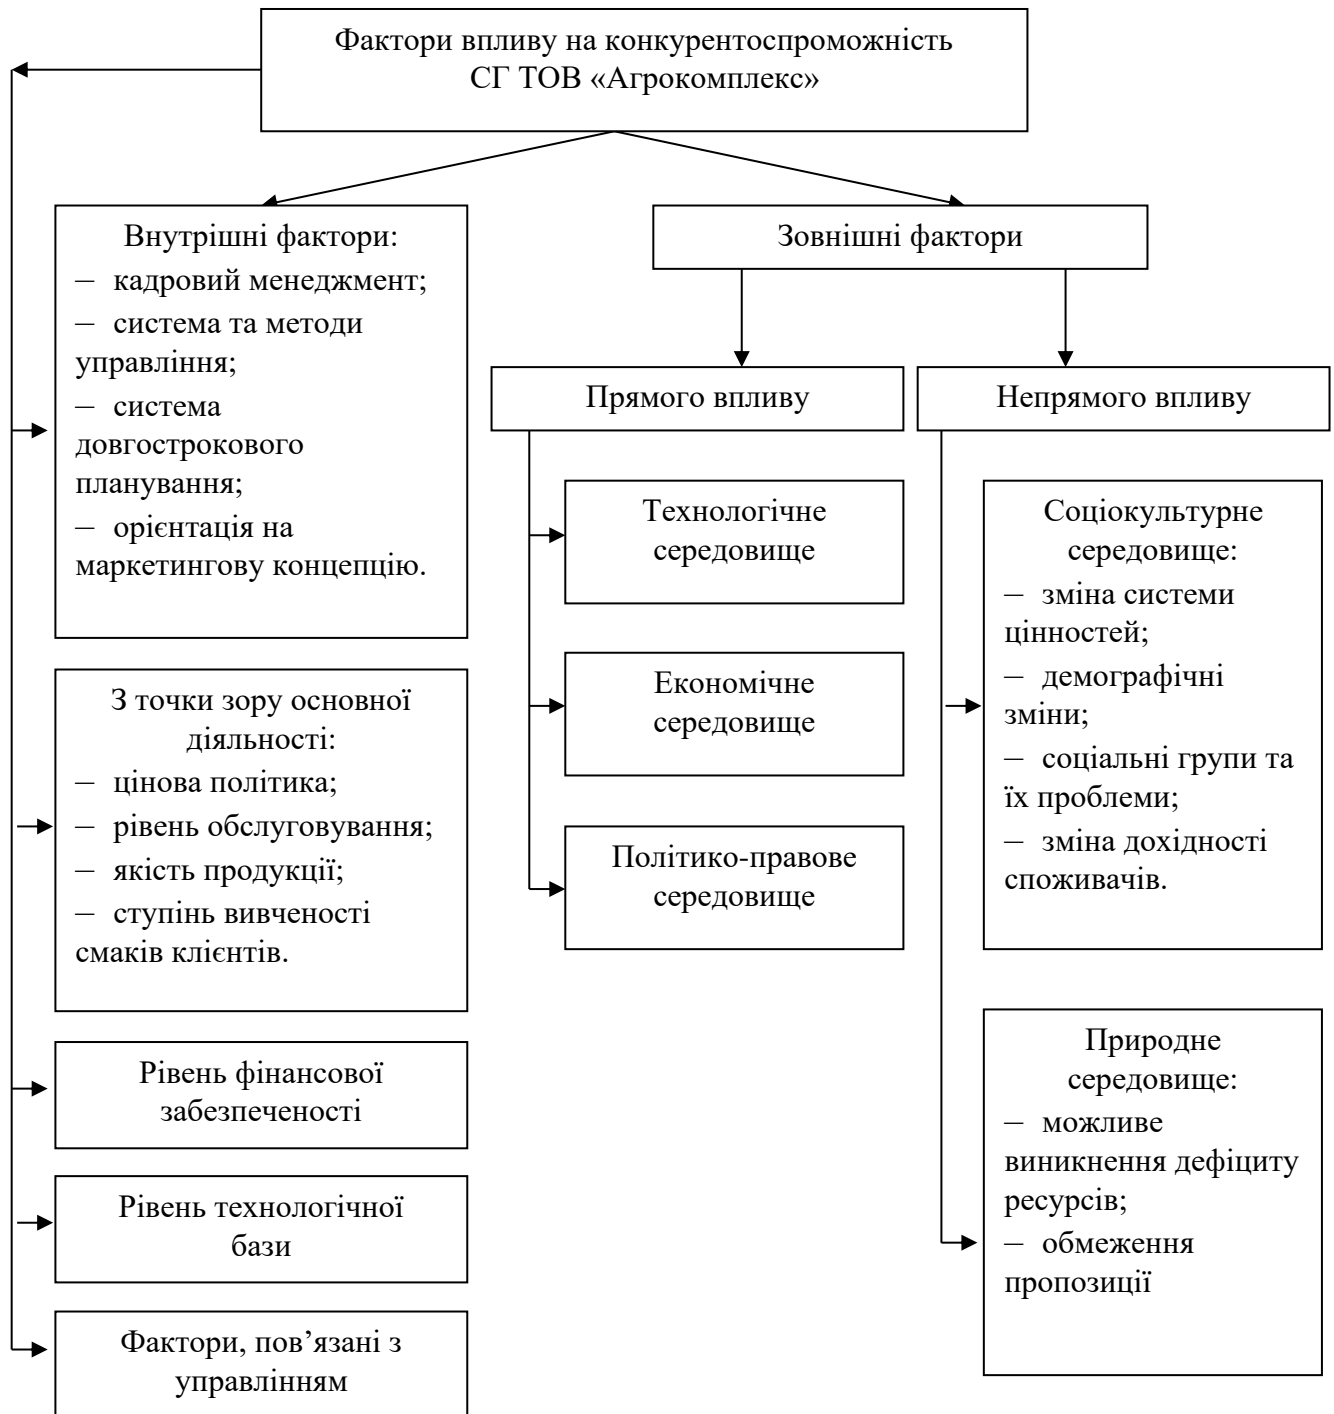 Фактори впливу на конкурентоспроможність
СГ ТОВ «Агрокомплекс»
Внутрішні фактори:
– кадровий менеджмент;
– система та методи
управління;
– система
довгострокового
планування;
– орієнтація на
маркетингову концепцію.
З точки зору основної
діяльності:
– цінова політика;
– рівень обслуговування;
– якість продукції;
– ступінь вивченості
смаків клієнтів.
Рівень фінансової
забезпеченості
Рівень технологічної
бази
Фактори, пов’язані з
управлінням
Зовнішні фактори
Прямого впливу
Технологічне
середовище
Економічне
середовище
Політико-правове
середовище
Непрямого впливу
Соціокультурне
середовище:
– зміна системи
цінностей;
– демографічні
зміни;
– соціальні групи та
їх проблеми;
– зміна дохідності
споживачів.
Природне
середовище:
– можливе
виникнення дефіциту
ресурсів;
– обмеження
пропозиції